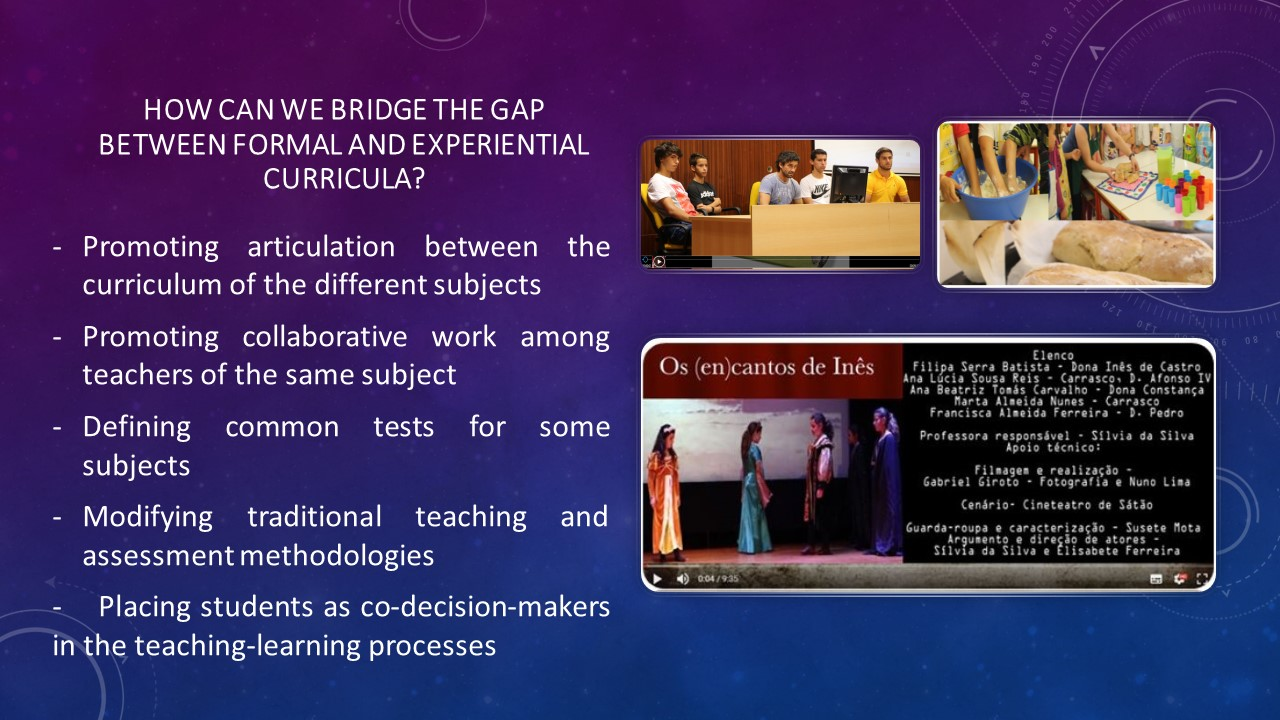 HOW CAN WE BRIDGE THE GAP
BETWEEN FORMAL AND EXPERIENTIAL
CURRICULA?
- Promoting articulation between the
curriculum of the different subjects
- Promoting collaborative work among
teachers of the same subject
- Defining common tests for some
subjects
- Modifying traditional teaching and
assessment methodologies
- Placing students as co-decision-makers
in the teaching-learning processes
NIKE
Os (en)cantos de Inês
Elenco
Filipa Serra Batista - Dona Inês de Castro
Ana Lúcia Sousa Reis - Carrasco, D. Afonso IV
Ana Beatriz Tomás Carvalho - Dona Constança
Marta Almeida Nunes - Carrasco
Francisca Almeida Ferreira - D. Pedro
Professora responsável - Sílvia da Silva
Apoio técnico:
Filmagem e realização -
Gabriel Giroto - Fotografia e Nuno Lima
Cenário- Cineteatro de Sátão
Guarda-roupa e caracterização - Susete Mota
Argumento e direção de atores -
Sílvia da Silva e Elisabete Ferreira
0:04 / 9:35